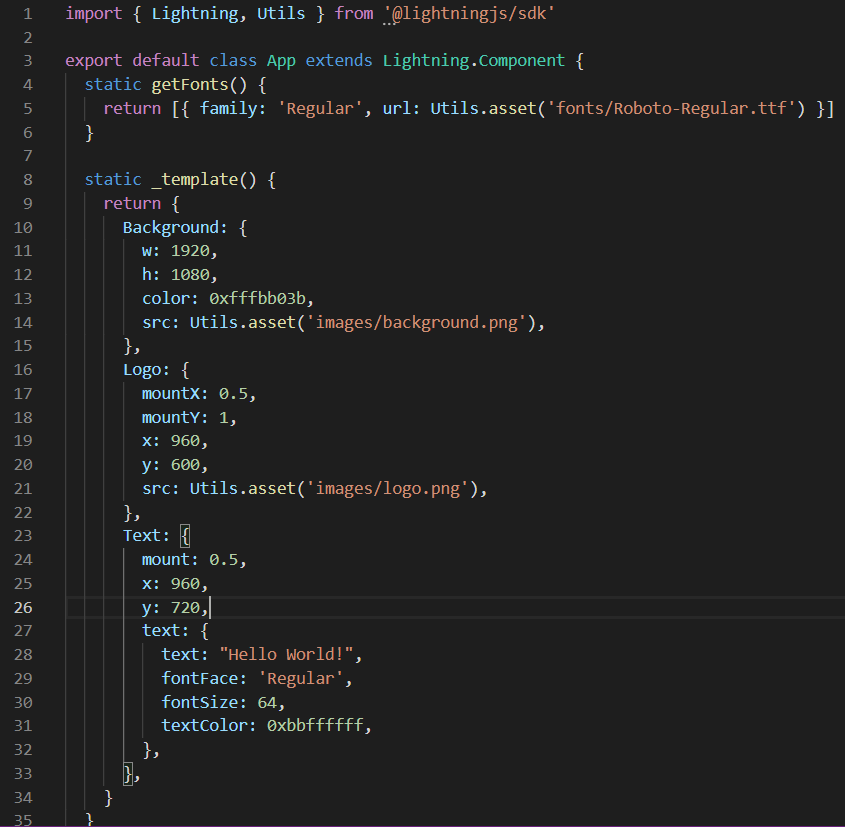 1 import { Lightning, Utils } from '@lightningjs/sdk'
2
3 export default class App extends Lightning.Component {
4   static getFonts() {
5     return [{ family: 'Regular', url: Utils.asset('fonts/Roboto-Regular.ttf') }]
6   }
7
8   static _template() {
9     return {
10       Background: {
11         w: 1920,
12         h: 1080,
13         color: 0xfffbb03b,
14         src: Utils.asset('images/background.png'),
15       },
16       Logo: {
17         mountX: 0.5,
18         mountY: 1,
19         x: 960,
20         y: 600,
21         src: Utils.asset('images/logo.png'),
22       },
23       Text: {
24         mount: 0.5,
25         x: 960,
26         y: 720,
27         text: {
28           text: "Hello World!",
29           fontFace: 'Regular',
30           fontSize: 64,
31           textColor: 0xbbffffff,
32         },
33       },
34     }
35   }